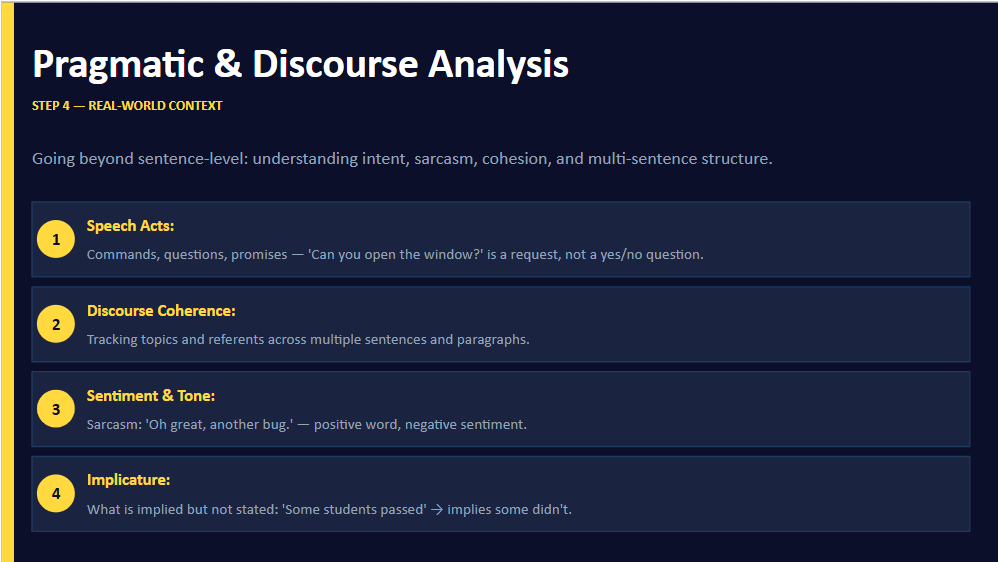 Pragmatic & Discourse Analysis
STEP 4 — REAL-WORLD CONTEXT
Going beyond sentence-level: understanding intent, sarcasm, cohesion, and multi-sentence structure.
1
Speech Acts:
Commands, questions, promises — 'Can you open the window?' is a request, not a yes/no question.
2
Discourse Coherence:
Tracking topics and referents across multiple sentences and paragraphs.
3
Sentiment & Tone:
Sarcasm: 'Oh great, another bug.' — positive word, negative sentiment.
4
Implicature:
What is implied but not stated: 'Some students passed' → implies some didn't.